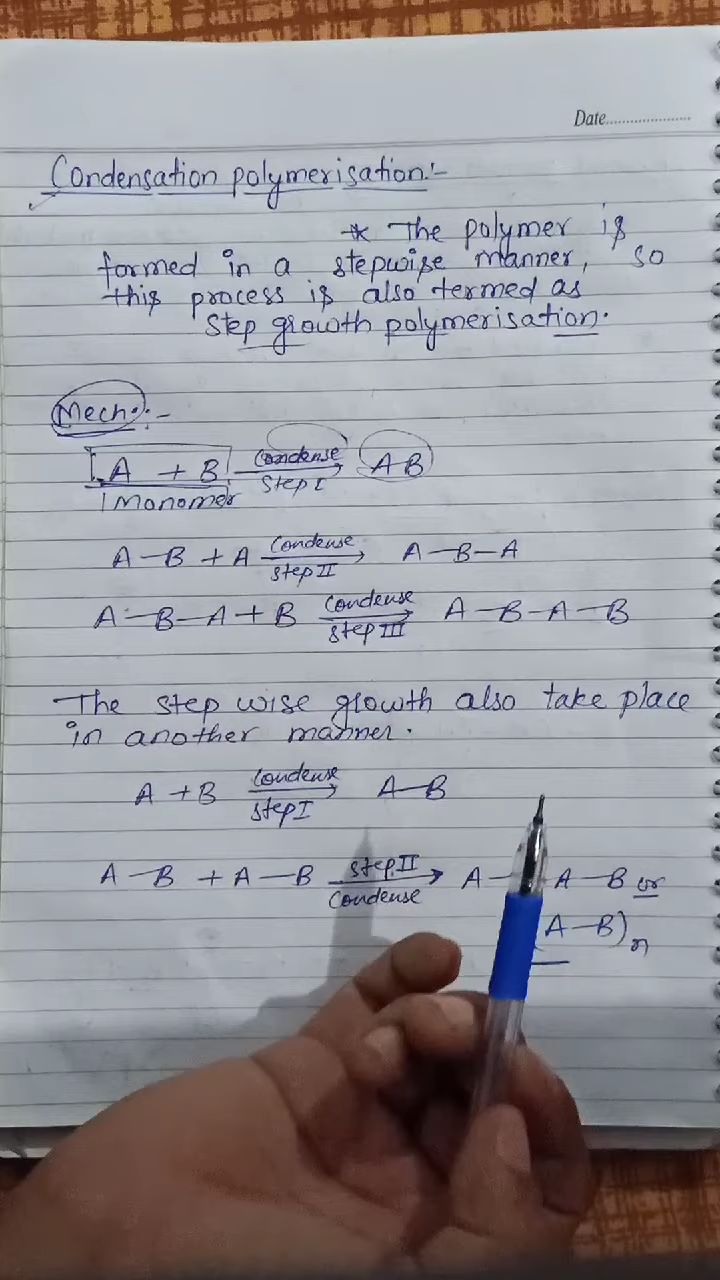 Date....................
Condensation polymerisation:-
* The polymer is
formed in a stepwise manner, so
this process is also termed as
Step growth polymerisation.
Mech:-
A + B Condense Step I AB
Monomer
A-B + A Condense Step II A-B-A
A-B-A + B Condense Step III A-B-A-B
The step wise growth also take place
in another manner.
A + B Condense Step I A-B
A-B + A-B Step II Condense A- A-B or
(A-B)n